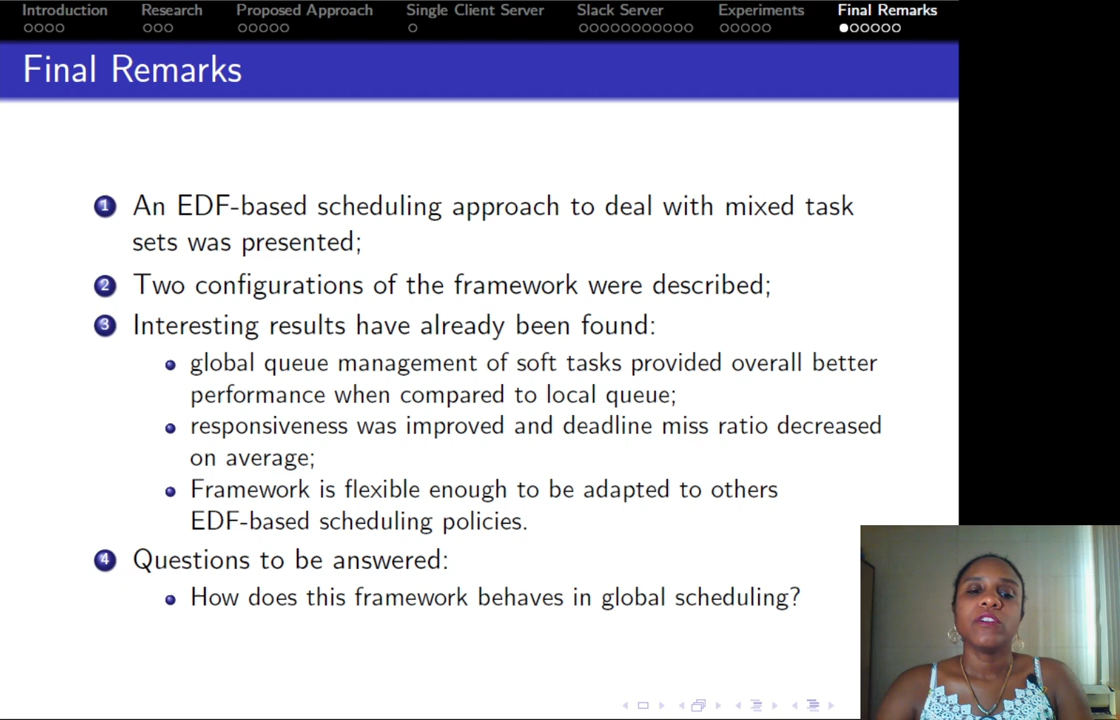 Introduction Research Proposed Approach Single Client Server Slack Server Experiments Final Remarks
Final Remarks
1 An EDF-based scheduling approach to deal with mixed task
sets was presented;
2 Two configurations of the framework were described;
3 Interesting results have already been found:
global queue management of soft tasks provided overall better
performance when compared to local queue;
responsiveness was improved and deadline miss ratio decreased
on average;
Framework is flexible enough to be adapted to others
EDF-based scheduling policies.
4 Questions to be answered:
How does this framework behaves in global scheduling?